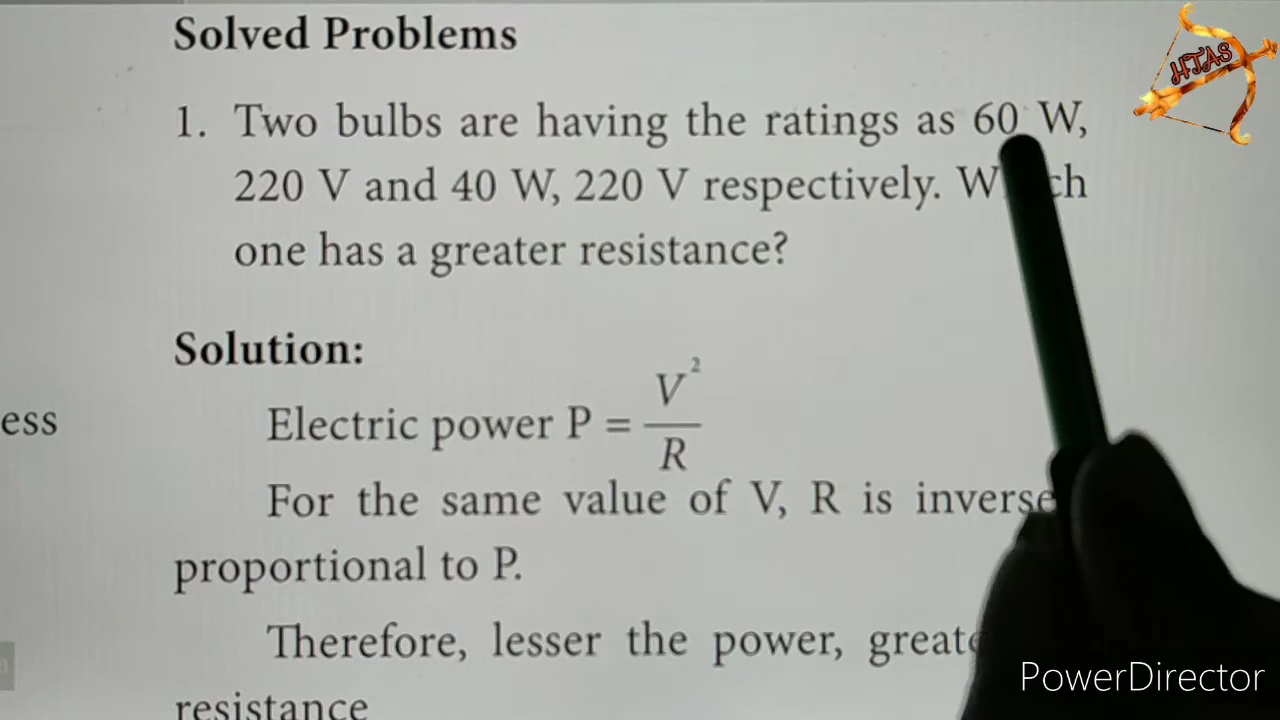 Solved Problems
HTAS
1. Two bulbs are having the ratings as 60 W,
220 V and 40 W, 220 V respectively.
one has a greater resistance?
Solution:
Electric power P = V² / R
ess
For the same value of V, R is
proportional to P.
Therefore, lesser the power,
resistance
PowerDirector